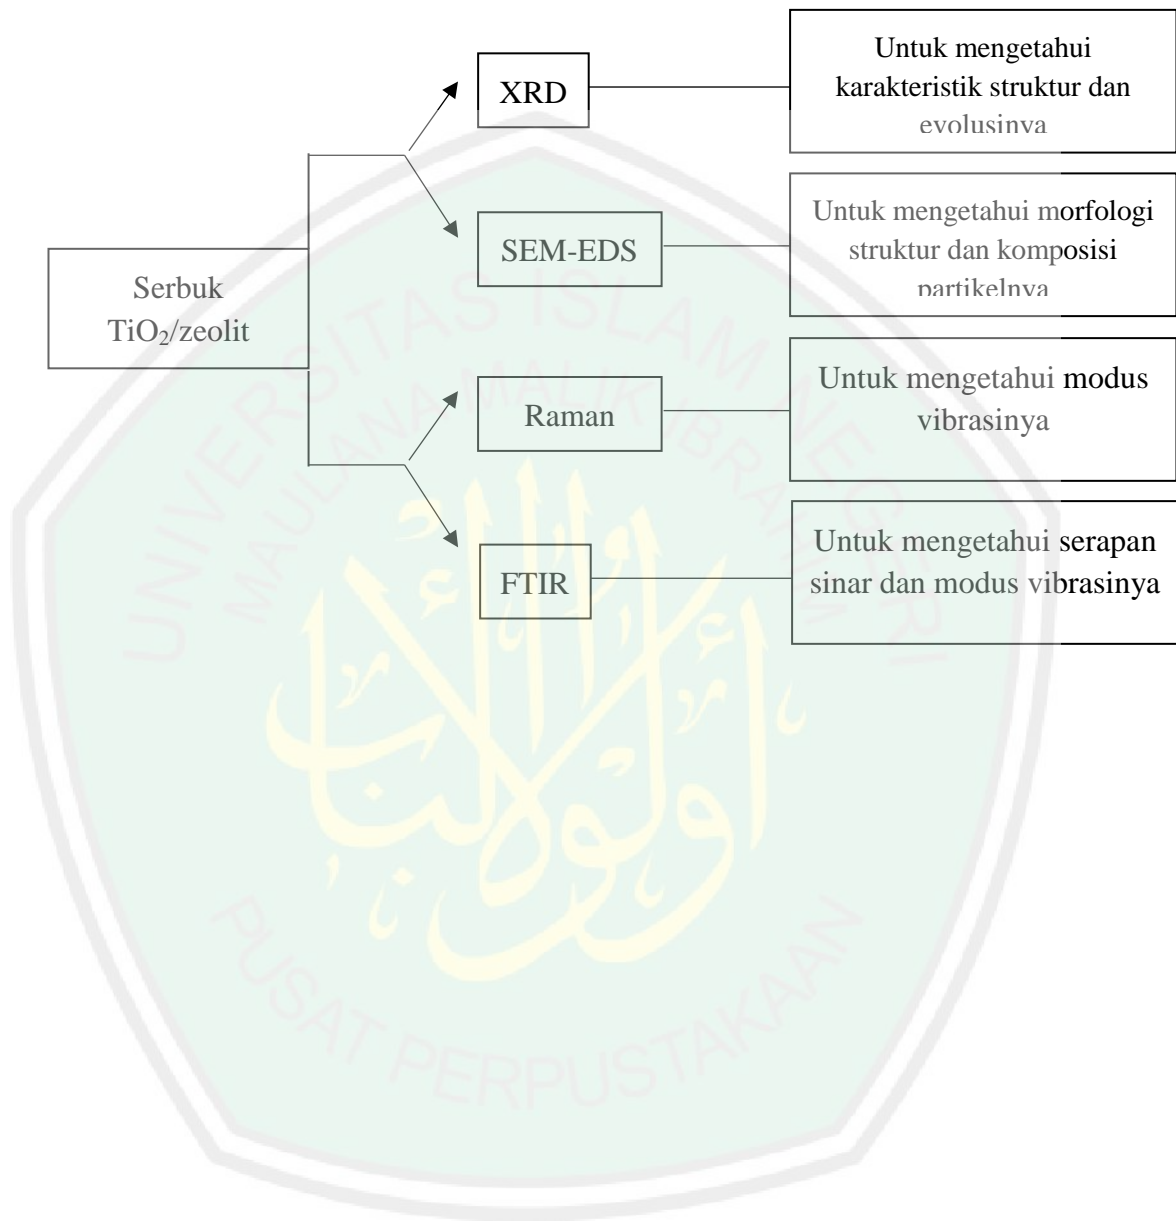 XRD
Untuk mengetahui
karakteristik struktur dan
evolusinya
Serbuk
TiO₂/zeolit
SEM-EDS
Untuk mengetahui morfologi
struktur dan komposisi
partikelnya
Raman
Untuk mengetahui modus
vibrasinya
FTIR
Untuk mengetahui serapan
sinar dan modus vibrasinya
UNIVERSITAS ISLAM NEGERI
MAULANA MALIK IBRAHIM
أولوا الألباب
PUSAT PERPUSTAKAAN